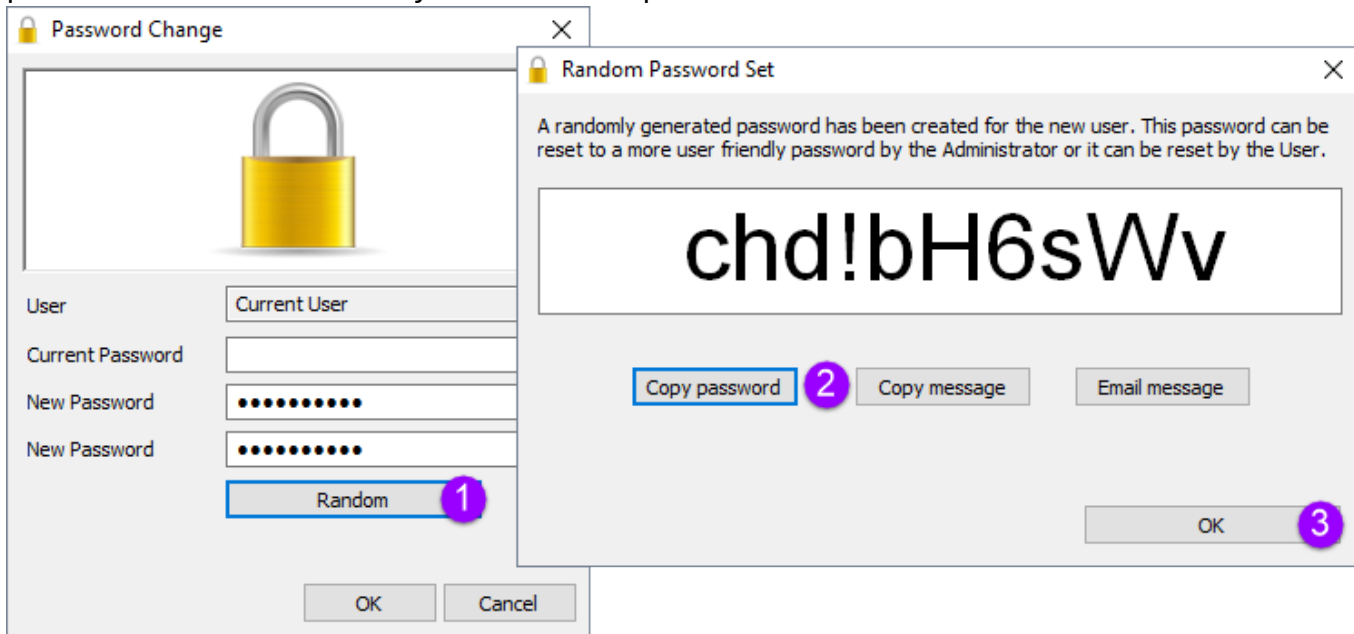 Password Change
User
Current User
Current Password
New Password
●●●●●●●●●●
New Password
●●●●●●●●●●
Random
1
OK
Cancel
Random Password Set
A randomly generated password has been created for the new user. This password can be
reset to a more user friendly password by the Administrator or it can be reset by the User.
chd!bH6sWv
Copy password
2
Copy message
Email message
OK
3